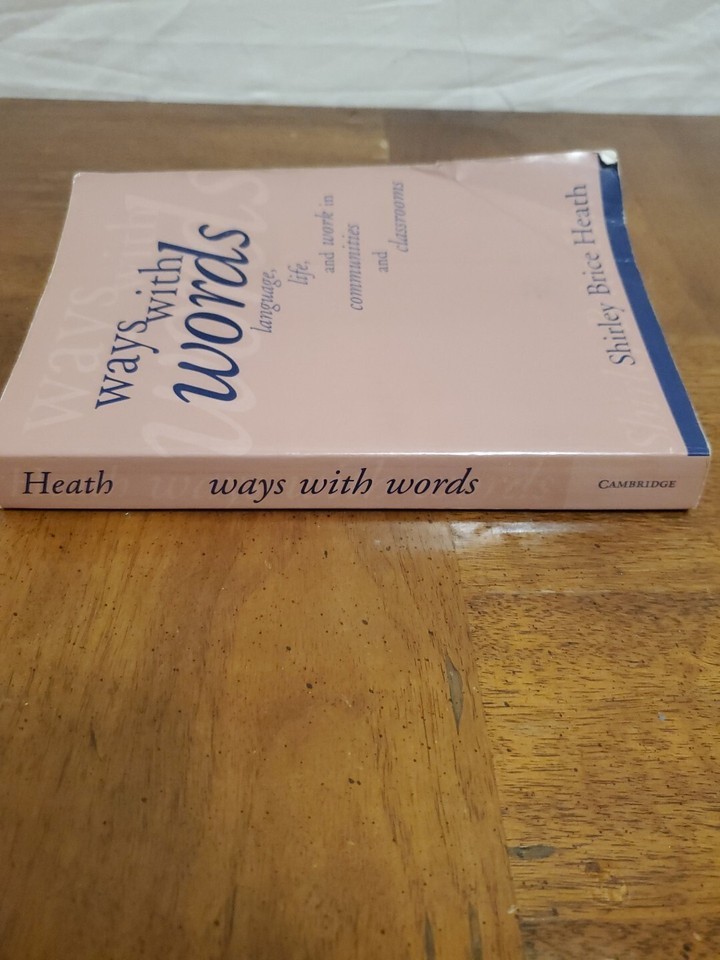 ways
with
words
language,
life,
and work in
communities
and
classrooms
Shirley Brice Heath
Heath ways with words CAMBRIDGE